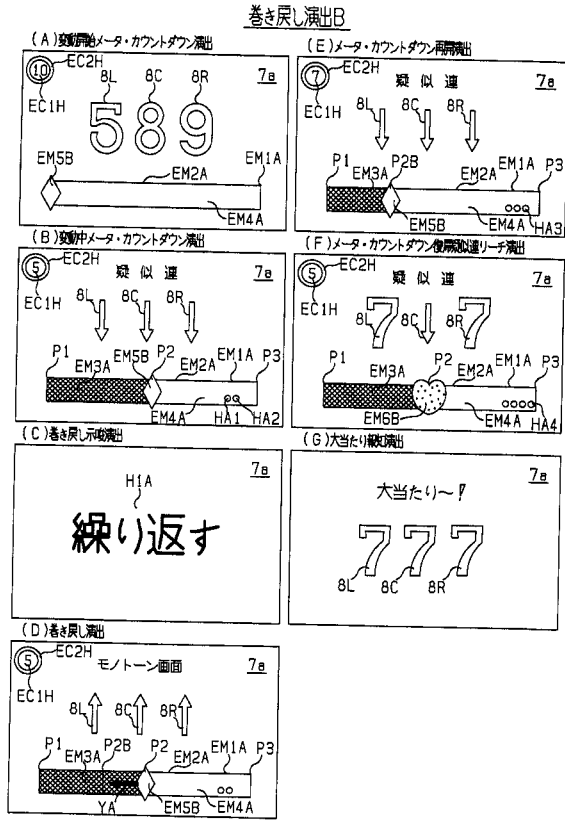 巻き戻し演出B
(A)変動開始メータ・カウントダウン演出
10
EC2H
EC1H
8L
8C
8R
7a
5 8 9
EM5B
EM2A
EM1A
EM4A
(B)変動中メータ・カウントダウン演出
5
EC2H
EC1H
疑似連
7a
8L
8C
8R
P1
EM3A
EM5B
P2
EM2A
EM1A
P3
EM4A
HA1
HA2
(C)巻き戻し示唆演出
7a
H1A
繰り返す
(D)巻き戻し演出
5
EC2H
EC1H
モノトーン画面
7a
8L
8C
8R
P1
EM3A
P2B
P2
EM2A
EM1A
P3
YA
EM5B
EM4A
(E)メータ・カウントダウン再開演出
7
EC2H
EC1H
疑似連
7a
8L
8C
8R
P1
EM3A
P2B
EM2A
EM1A
P3
EM5B
EM4A
HA3
(F)メータ・カウントダウン復帰疑似連リーチ演出
5
EC2H
EC1H
疑似連
7a
7 7
8L
8C
8R
P1
EM3A
P2
EM2A
EM1A
P3
EM6B
EM4A
HA4
(G)大当たり報知演出
7a
大当たり～!
7 7 7
8L
8C
8R